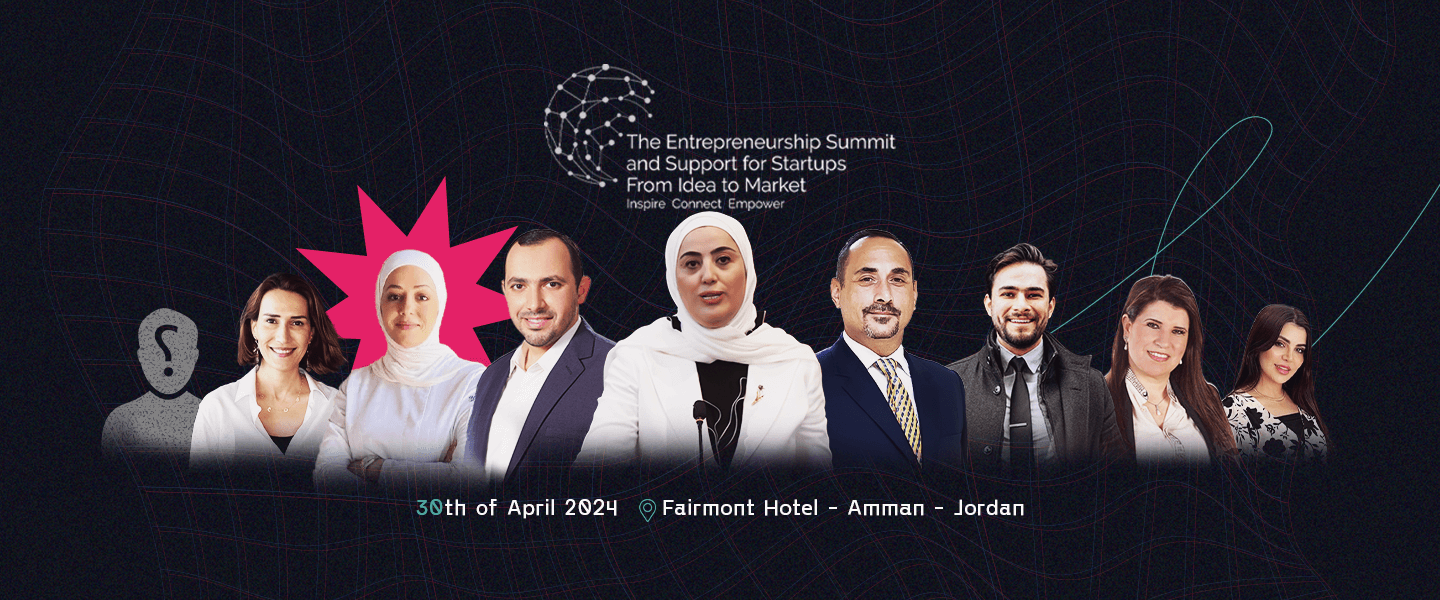 The Entrepreneurship Summit
and Support for Startups
From Idea to Market
Inspire Connect Empower
؟
30th of April 2024 Fairmont Hotel - Amman - Jordan